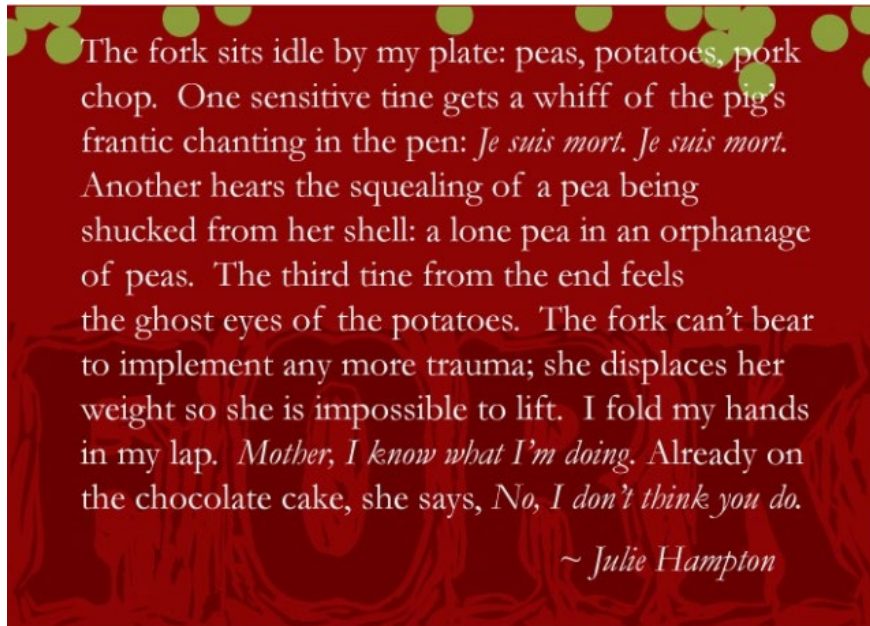 The fork sits idle by my plate: peas, potatoes, pork
chop.  One sensitive tine gets a whiff of the pig's
frantic chanting in the pen: Je suis mort. Je suis mort.
Another hears the squealing of a pea being
shucked from her shell: a lone pea in an orphanage
of peas.  The third tine from the end feels
the ghost eyes of the potatoes.  The fork can't bear
to implement any more trauma; she displaces her
weight so she is impossible to lift.  I fold my hands
in my lap.  Mother, I know what I'm doing. Already on
the chocolate cake, she says, No, I don't think you do.
~ Julie Hampton
FORK